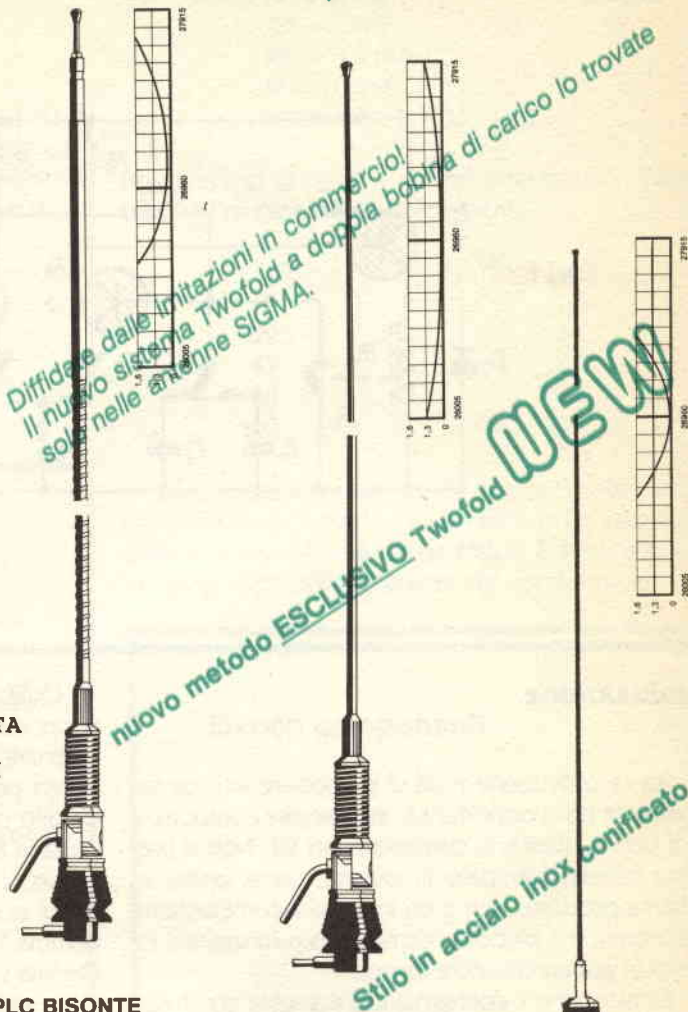 27915
26960
26005
1,5
1,3
0
27915
26960
26005
1,5
1,3
0
Diffidate dalle imitazioni in commercio!
Il nuovo sistema Twofold a doppia bobina di carico lo trovate
solo nelle antenne SIGMA.
27915
26960
26005
1,5
1,3
0
NEW
nuovo metodo ESCLUSIVO Twofold
TA
Stilo in acciaio inox conificato
PLC BISONTE